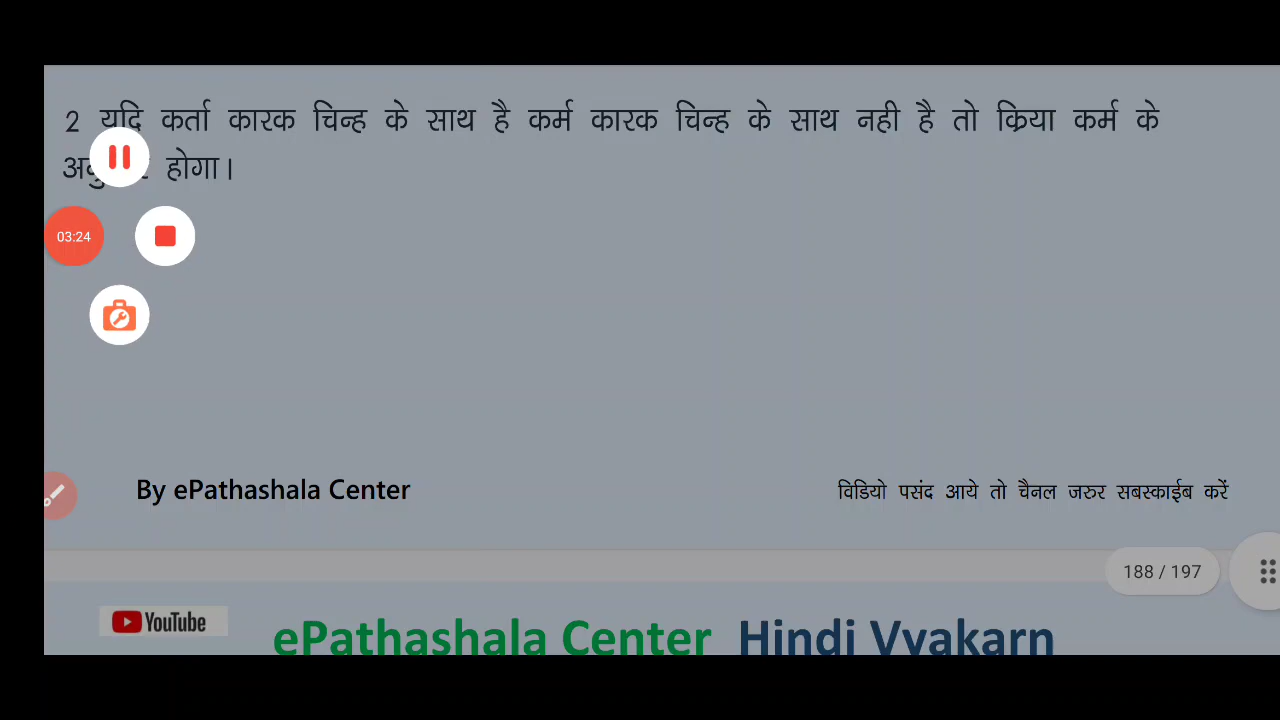 2 यदि कर्ता कारक चिन्ह के साथ है कर्म कारक चिन्ह के साथ नही है तो क्रिया कर्म के
होगा।
03:24
By ePathashala Center
विडियो पसंद आये तो चैनल जरुर सबस्काईब करें
188 / 197
YouTube
ePathashala Center Hindi Vyakarn